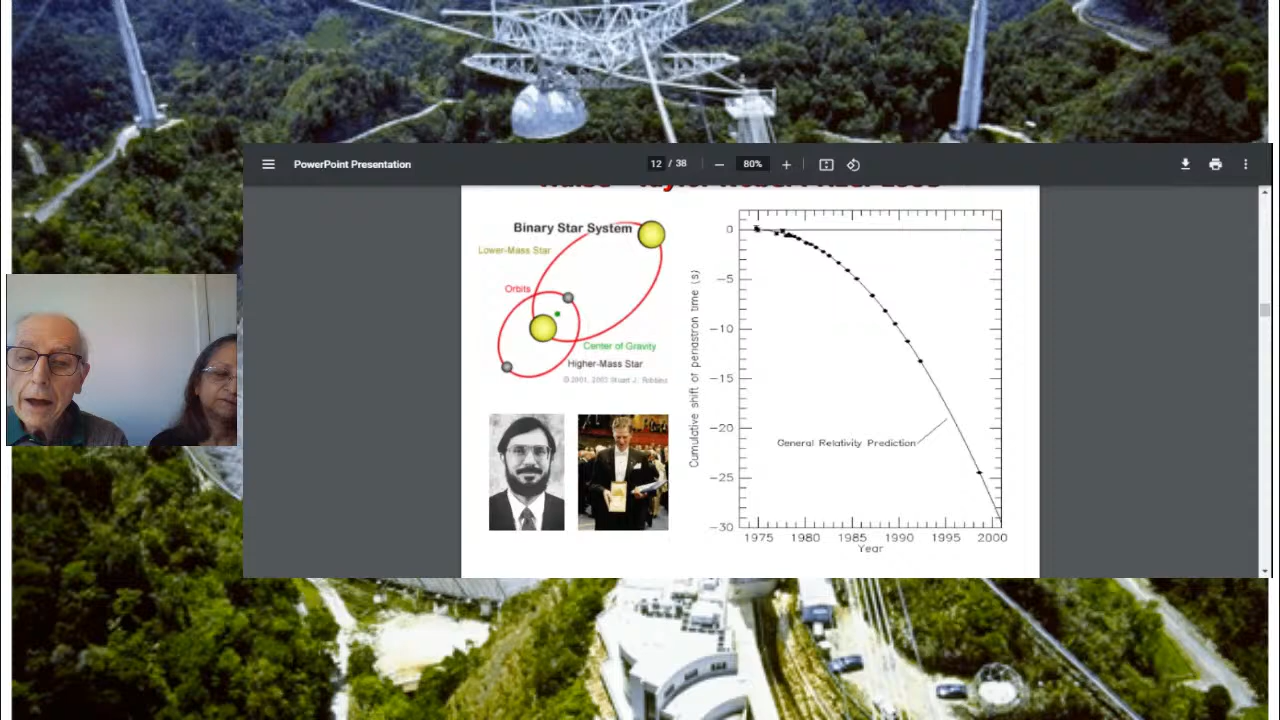 PowerPoint Presentation
12 / 38
80%
Binary Star System
Lower-Mass Star
Orbits
Center of Gravity
Higher-Mass Star
© 2001, 2003 Stuart J. Robbins
Cumulative shift of periastron time (s)
0
−5
−10
−15
−20
−25
−30
General Relativity Prediction
1975 1980 1985 1990 1995 2000
Year